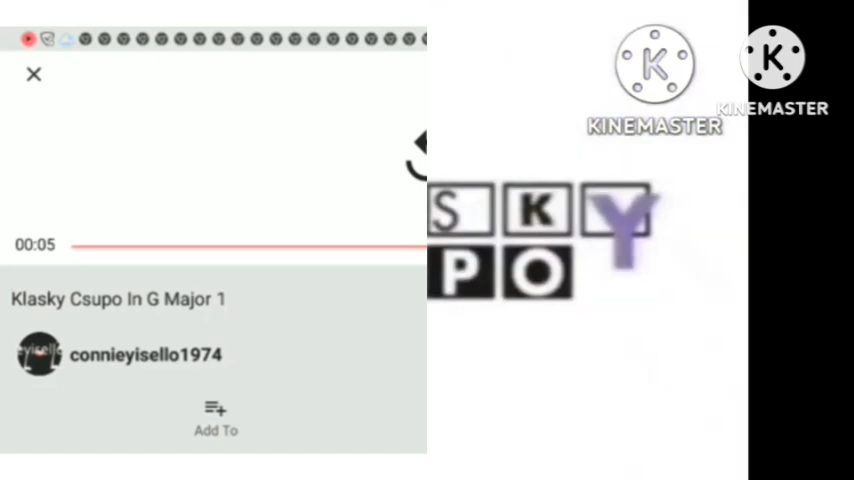 00:05
Klasky Csupo In G Major 1
connieyisello1974
Add To
K
KINEMASTER
K
KINEMASTER
S K Y
P O